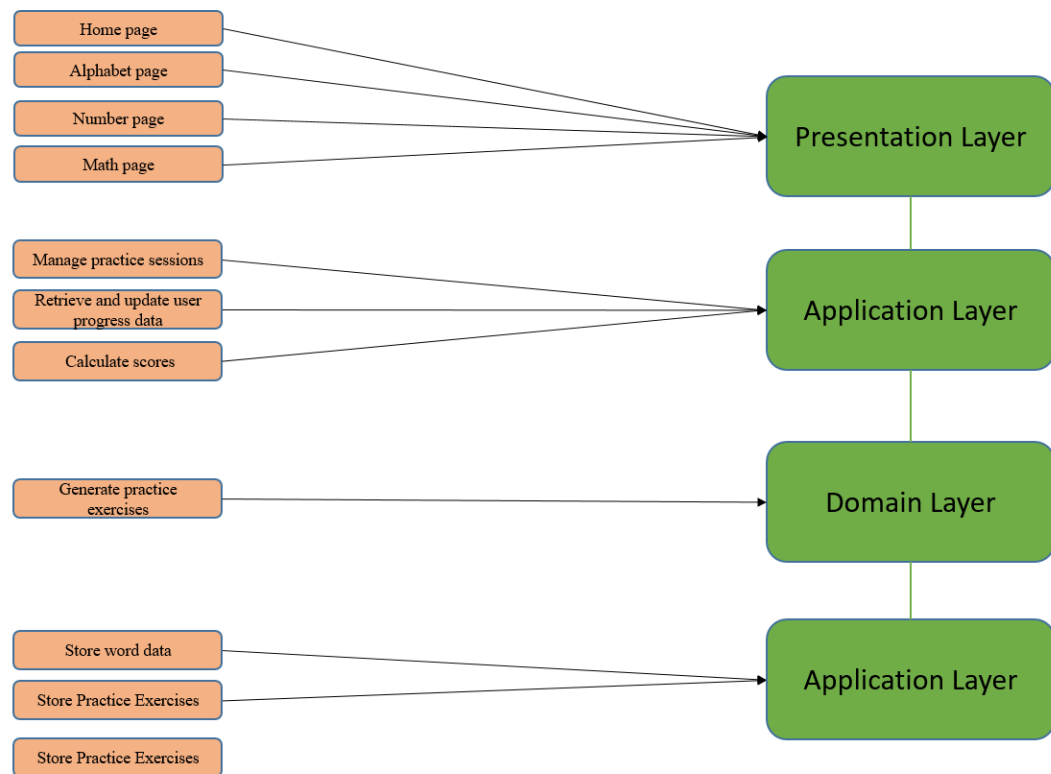 Home page
Alphabet page
Number page
Math page
Presentation Layer
Manage practice sessions
Retrieve and update user
progress data
Calculate scores
Application Layer
Generate practice
exercises
Domain Layer
Store word data
Store Practice Exercises
Store Practice Exercises
Application Layer